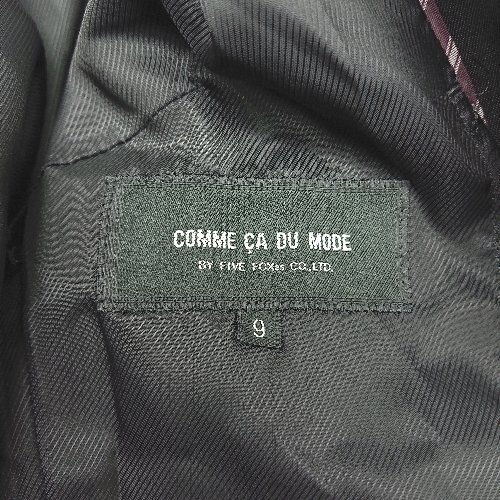 COMME ÇA DU MODE
BY FIVE FOXes CO.,LTD.
9